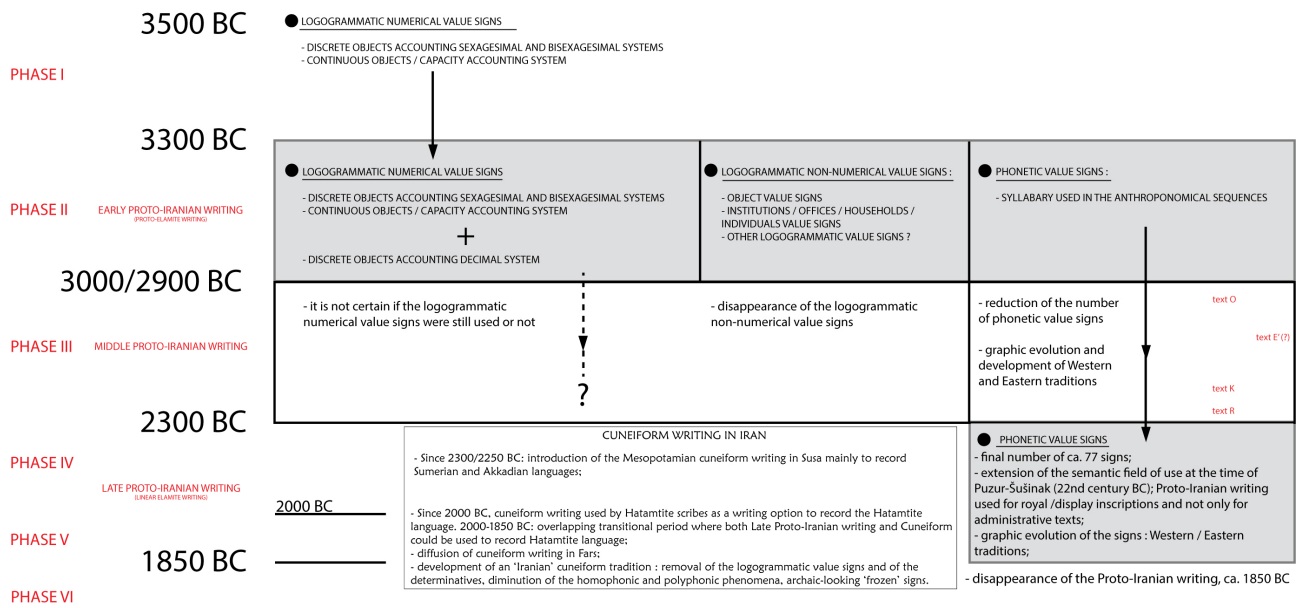 3500 BC
● LOGOGRAMMATIC NUMERICAL VALUE SIGNS
- DISCRETE OBJECTS ACCOUNTING SEXAGESIMAL AND BISEXAGESIMAL SYSTEMS
- CONTINUOUS OBJECTS / CAPACITY ACCOUNTING SYSTEM
PHASE I
3300 BC
● LOGOGRAMMATIC NUMERICAL VALUE SIGNS
- DISCRETE OBJECTS ACCOUNTING SEXAGESIMAL AND BISEXAGESIMAL SYSTEMS
- CONTINUOUS OBJECTS / CAPACITY ACCOUNTING SYSTEM
+
- DISCRETE OBJECTS ACCOUNTING DECIMAL SYSTEM
● LOGOGRAMMATIC NON-NUMERICAL VALUE SIGNS :
- OBJECT VALUE SIGNS
- INSTITUTIONS / OFFICES / HOUSEHOLDS /
INDIVIDUALS VALUE SIGNS
- OTHER LOGOGRAMMATIC VALUE SIGNS ?
● PHONETIC VALUE SIGNS :
- SYLLABARY USED IN THE ANTHROPONOMICAL SEQUENCES
PHASE II
EARLY PROTO-IRANIAN WRITING
(PROTO-ELAMITE WRITING)
3000/2900 BC
- it is not certain if the logogrammatic
numerical value signs were still used or not
?
- disappearance of the logogrammatic
non-numerical value signs
- reduction of the number
of phonetic value signs
- graphic evolution and
development of Western
and Eastern traditions
text O
text E' (?)
text K
text R
PHASE III
MIDDLE PROTO-IRANIAN WRITING
2300 BC
PHASE IV
LATE PROTO-IRANIAN WRITING
(LINEAR ELAMITE WRITING)
2000 BC
PHASE V
1850 BC
PHASE VI
CUNEIFORM WRITING IN IRAN
- Since 2300/2250 BC: introduction of the Mesopotamian cuneiform writing in Susa mainly to record
Sumerian and Akkadian languages;
- Since 2000 BC, cuneiform writing used by Hatamtite scribes as a writing option to record the Hatamtite
language. 2000-1850 BC: overlapping transitional period where both Late Proto-Iranian writing and Cuneiform
could be used to record Hatamtite language;
- diffusion of cuneiform writing in Fars;
- development of an 'Iranian' cuneiform tradition : removal of the logogrammatic value signs and of the
determinatives, diminution of the homophonic and polyphonic phenomena, archaic-looking 'frozen' signs.
● PHONETIC VALUE SIGNS
- final number of ca. 77 signs;
- extension of the semantic field of use at the time of
Puzur-Šušinak (22nd century BC); Proto-Iranian writing
used for royal /display inscriptions and not only for
administrative texts;
- graphic evolution of the signs : Western / Eastern
traditions;
- disappearance of the Proto-Iranian writing, ca. 1850 BC